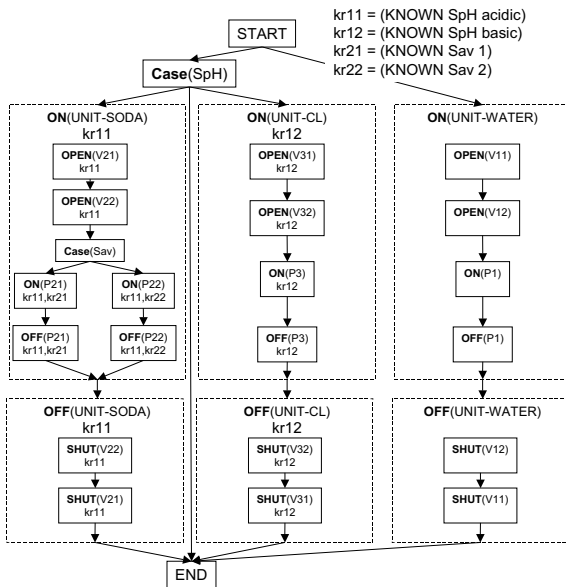 START
kr11 = (KNOWN SpH acidic)
kr12 = (KNOWN SpH basic)
kr21 = (KNOWN Sav 1)
kr22 = (KNOWN Sav 2)
Case(SpH)
ON(UNIT-SODA)
kr11
OPEN(V21)
kr11
OPEN(V22)
kr11
Case(Sav)
ON(P21)
kr11,kr21
ON(P22)
kr11,kr22
OFF(P21)
kr11,kr21
OFF(P22)
kr11,kr22
ON(UNIT-CL)
kr12
OPEN(V31)
kr12
OPEN(V32)
kr12
ON(P3)
kr12
OFF(P3)
kr12
ON(UNIT-WATER)
OPEN(V11)
OPEN(V12)
ON(P1)
OFF(P1)
OFF(UNIT-SODA)
kr11
SHUT(V22)
kr11
SHUT(V21)
kr11
OFF(UNIT-CL)
kr12
SHUT(V32)
kr12
SHUT(V31)
kr12
OFF(UNIT-WATER)
SHUT(V12)
SHUT(V11)
END